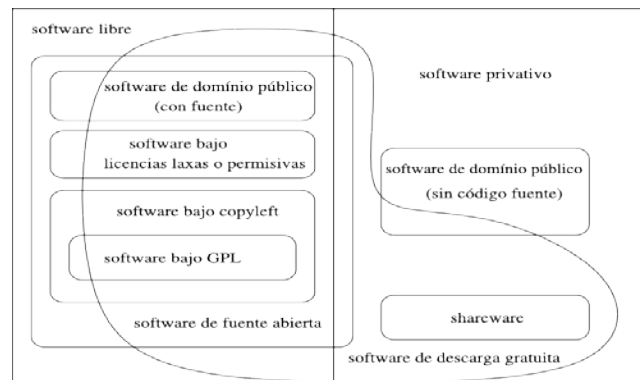 software libre
software de domínio público
(con fuente)
software bajo
licencias laxas o permisivas
software bajo copyleft
software bajo GPL
software de fuente abierta
software privativo
software de domínio público
(sin código fuente)
shareware
software de descarga gratuita